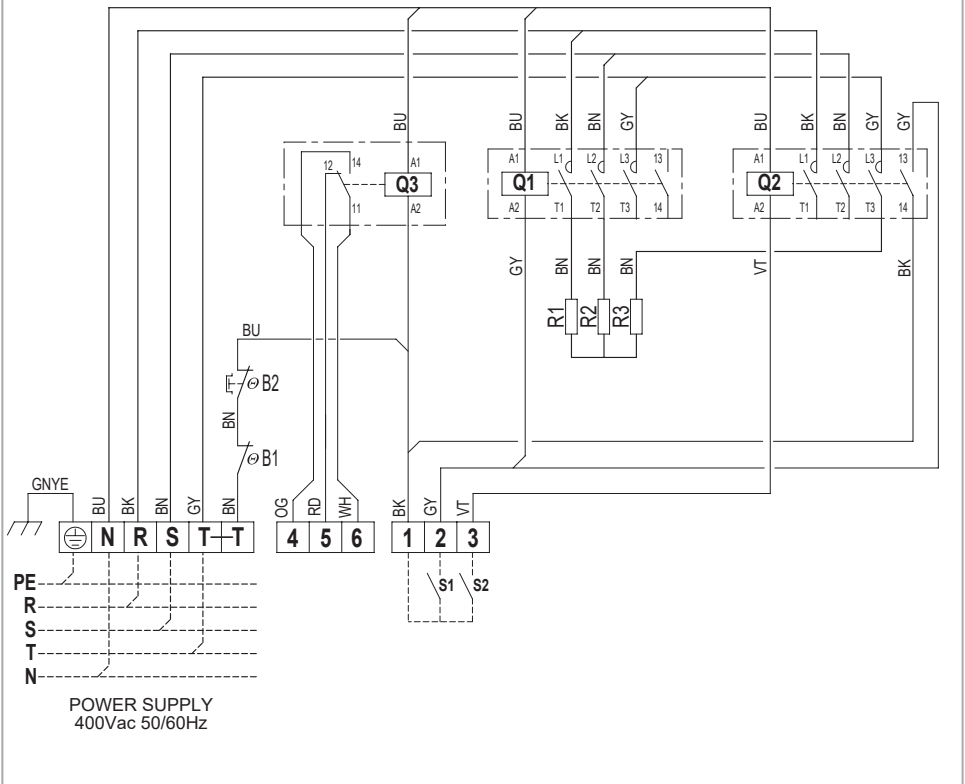 BU BU BK BN GY BU BK BN GY GY
12 14 A1 A1 L1 L2 L3 13 A1 L1 L2 L3 13
Q3 Q1 Q2
11 A2 A2 T1 T2 T3 14 A2 T1 T2 T3 14
GY BN BN BN VT BK
R1 R2 R3
BU
B2
BN
B1
GNYE
BU BK BN GY BN OG RD WH BK GY VT
N R S T T 4 5 6 1 2 3
S1 S2
PE
R
S
T
N
POWER SUPPLY
400Vac 50/60Hz